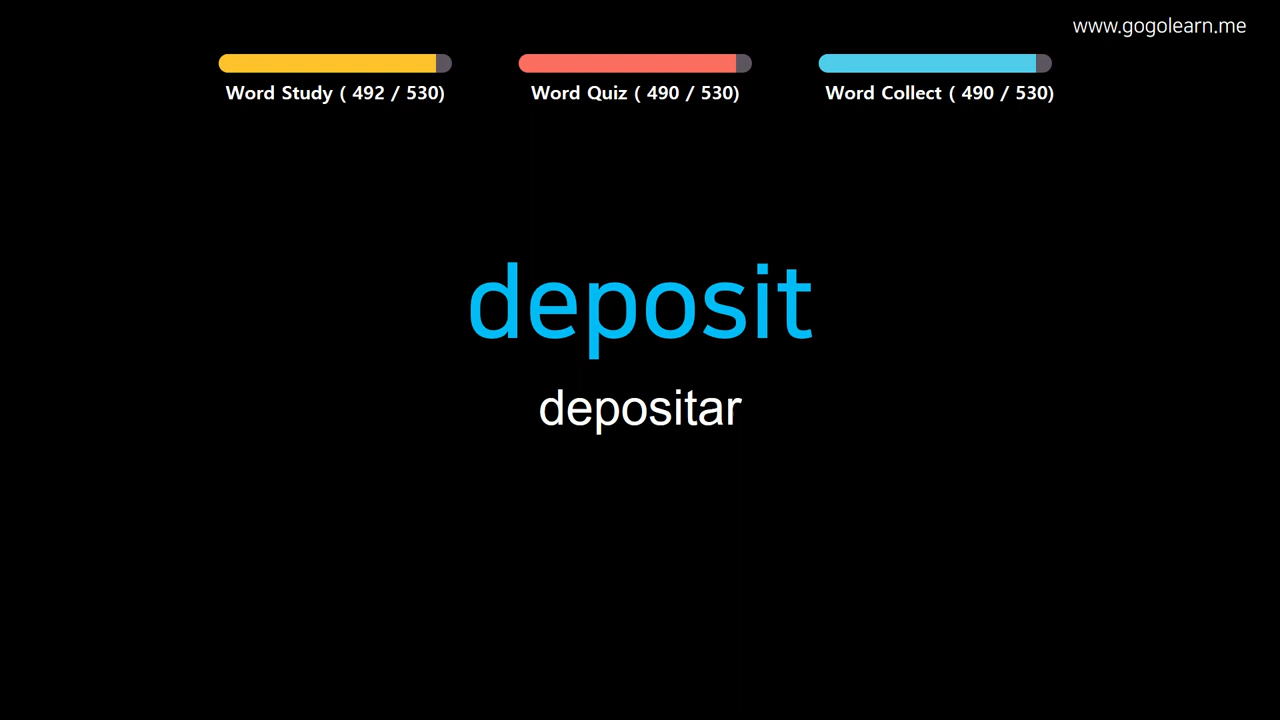 www.gogolearn.me
Word Study ( 492 / 530)
Word Quiz ( 490 / 530)
Word Collect ( 490 / 530)
deposit
depositar